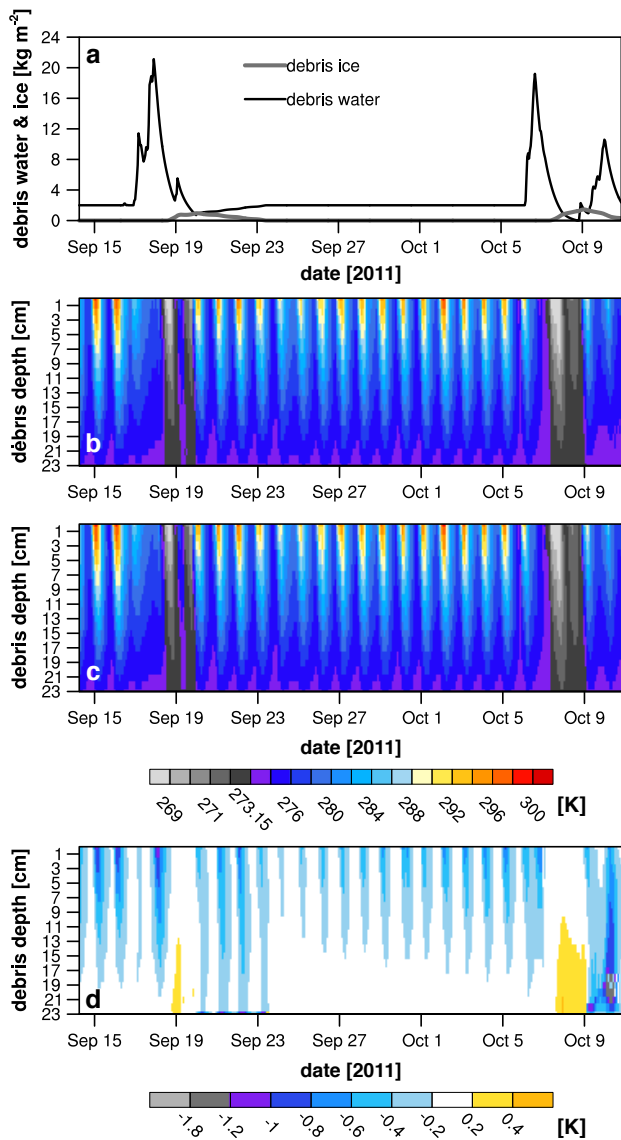 a
debris water & ice [kg m⁻²]
24
20
16
12
8
4
0
debris ice
debris water
Sep 15 Sep 19 Sep 23 Sep 27 Oct 1 Oct 5 Oct 9
date [2011]
debris depth [cm]
1
3
5
7
9
11
13
15
17
19
21
23
b
Sep 15 Sep 19 Sep 23 Sep 27 Oct 1 Oct 5 Oct 9
date [2011]
debris depth [cm]
1
3
5
7
9
11
13
15
17
19
21
23
c
Sep 15 Sep 19 Sep 23 Sep 27 Oct 1 Oct 5 Oct 9
date [2011]
269 271 273.15 276 280 284 288 292 296 300 [K]
debris depth [cm]
1
3
5
7
9
11
13
15
17
19
21
23
d
Sep 15 Sep 19 Sep 23 Sep 27 Oct 1 Oct 5 Oct 9
date [2011]
-1.8 -1.2 -1 -0.8 -0.6 -0.4 -0.2 0.2 0.4 [K]